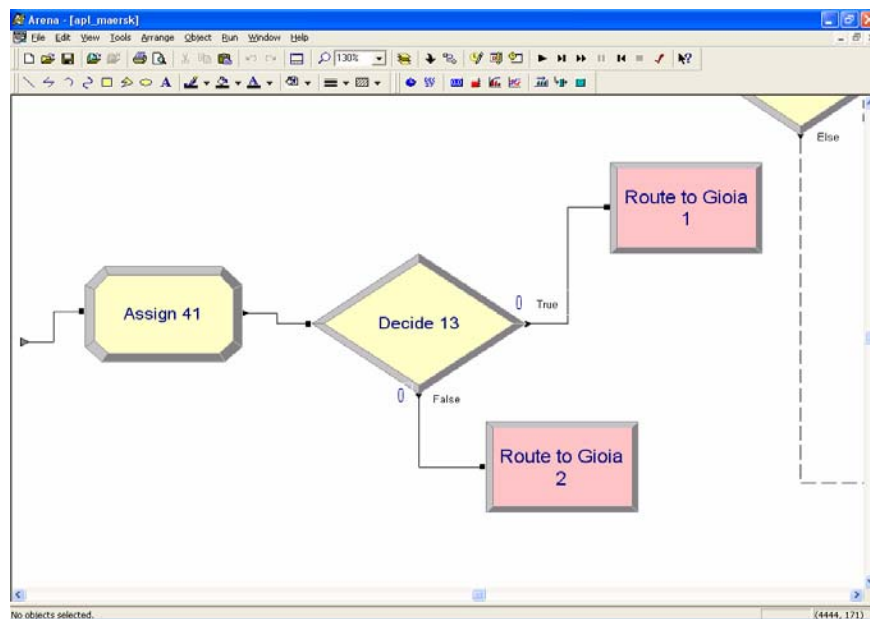 Arena - [apl_maersk]
File Edit View Tools Arrange Object Run Window Help
130%
Else
Route to Gioia
1
Assign 41
Decide 13
0 True
0 False
Route to Gioia
2
No objects selected.
(4444, 171)